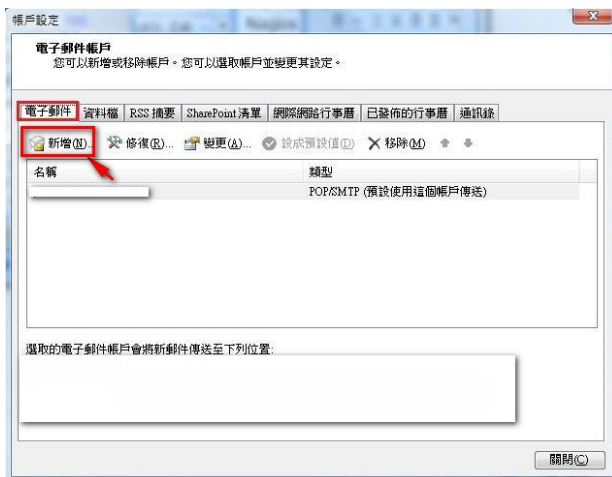 帳戶設定
電子郵件帳戶
您可以新增或移除帳戶。您可以選取帳戶並變更其設定。
電子郵件 資料檔 RSS 摘要 SharePoint 清單 網際網路行事曆 已發佈的行事曆 通訊錄
新增(N)... 修復(R)... 變更(A)... 設成預設值(D) 移除(M)
名稱 類型
POP/SMTP (預設使用這個帳戶傳送)
選取的電子郵件帳戶會將新郵件傳送至下列位置:
關閉(C)